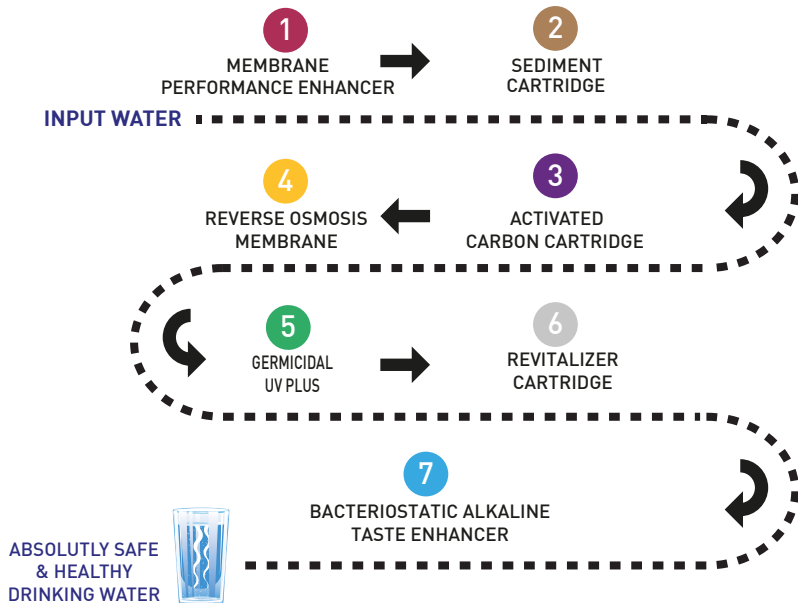 1
MEMBRANE
PERFORMANCE ENHANCER
2
SEDIMENT
CARTRIDGE
INPUT WATER
3
ACTIVATED
CARBON CARTRIDGE
4
REVERSE OSMOSIS
MEMBRANE
5
GERMICIDAL
UV PLUS
6
REVITALIZER
CARTRIDGE
7
BACTERIOSTATIC ALKALINE
TASTE ENHANCER
ABSOLUTLY SAFE
& HEALTHY
DRINKING WATER